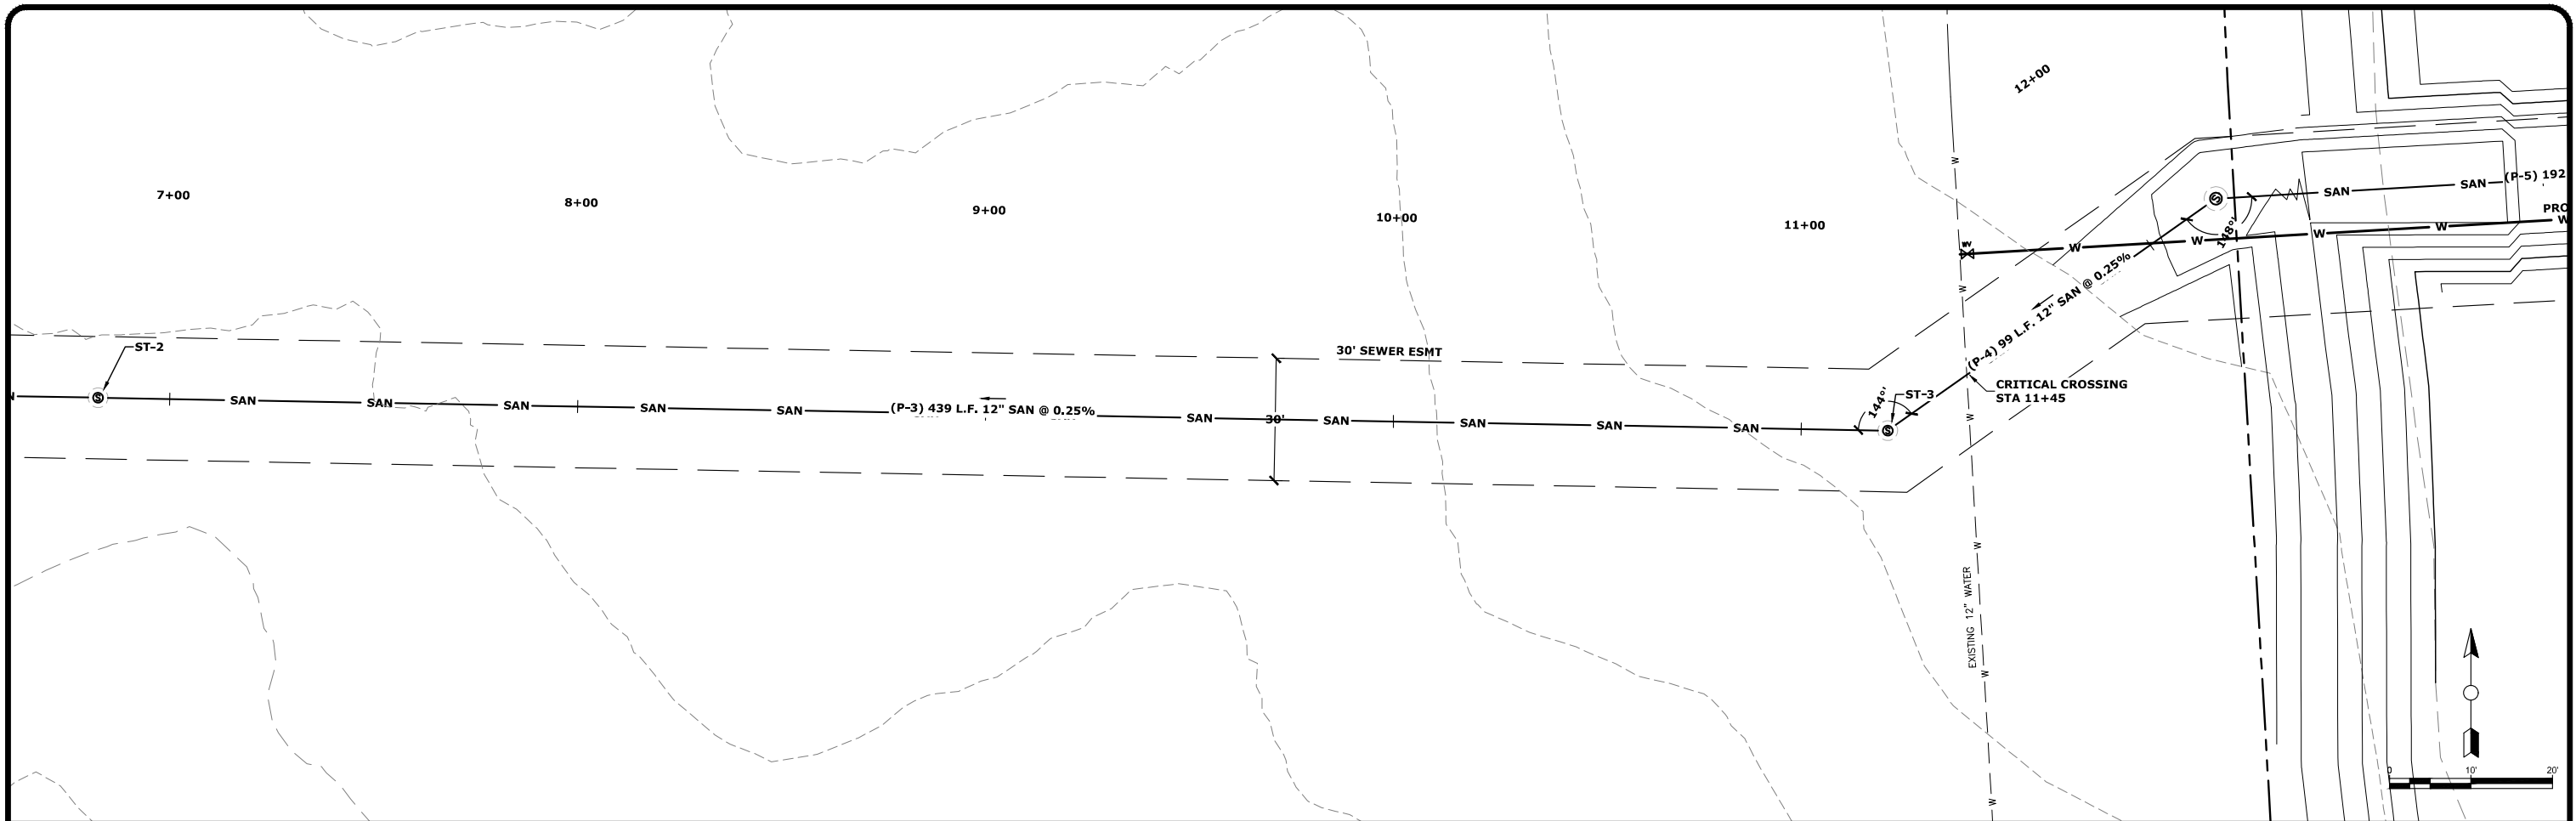 12+00
7+00
8+00
9+00
10+00
11+00
W
SAN
SAN
(P-5) 192
PRO
W
W
W
W
W
W
WV
148°
W
(P-4) 99 L.F. 12" SAN @ 0.25%
ST-2
30' SEWER ESMT
CRITICAL CROSSING
STA 11+45
ST-3
144°
SAN
SAN
SAN
SAN
SAN
(P-3) 439 L.F. 12" SAN @ 0.25%
SAN
30'
SAN
SAN
SAN
SAN
S
S
S
W
W
W
EXISTING 12" WATER
W
W
0 10' 20'